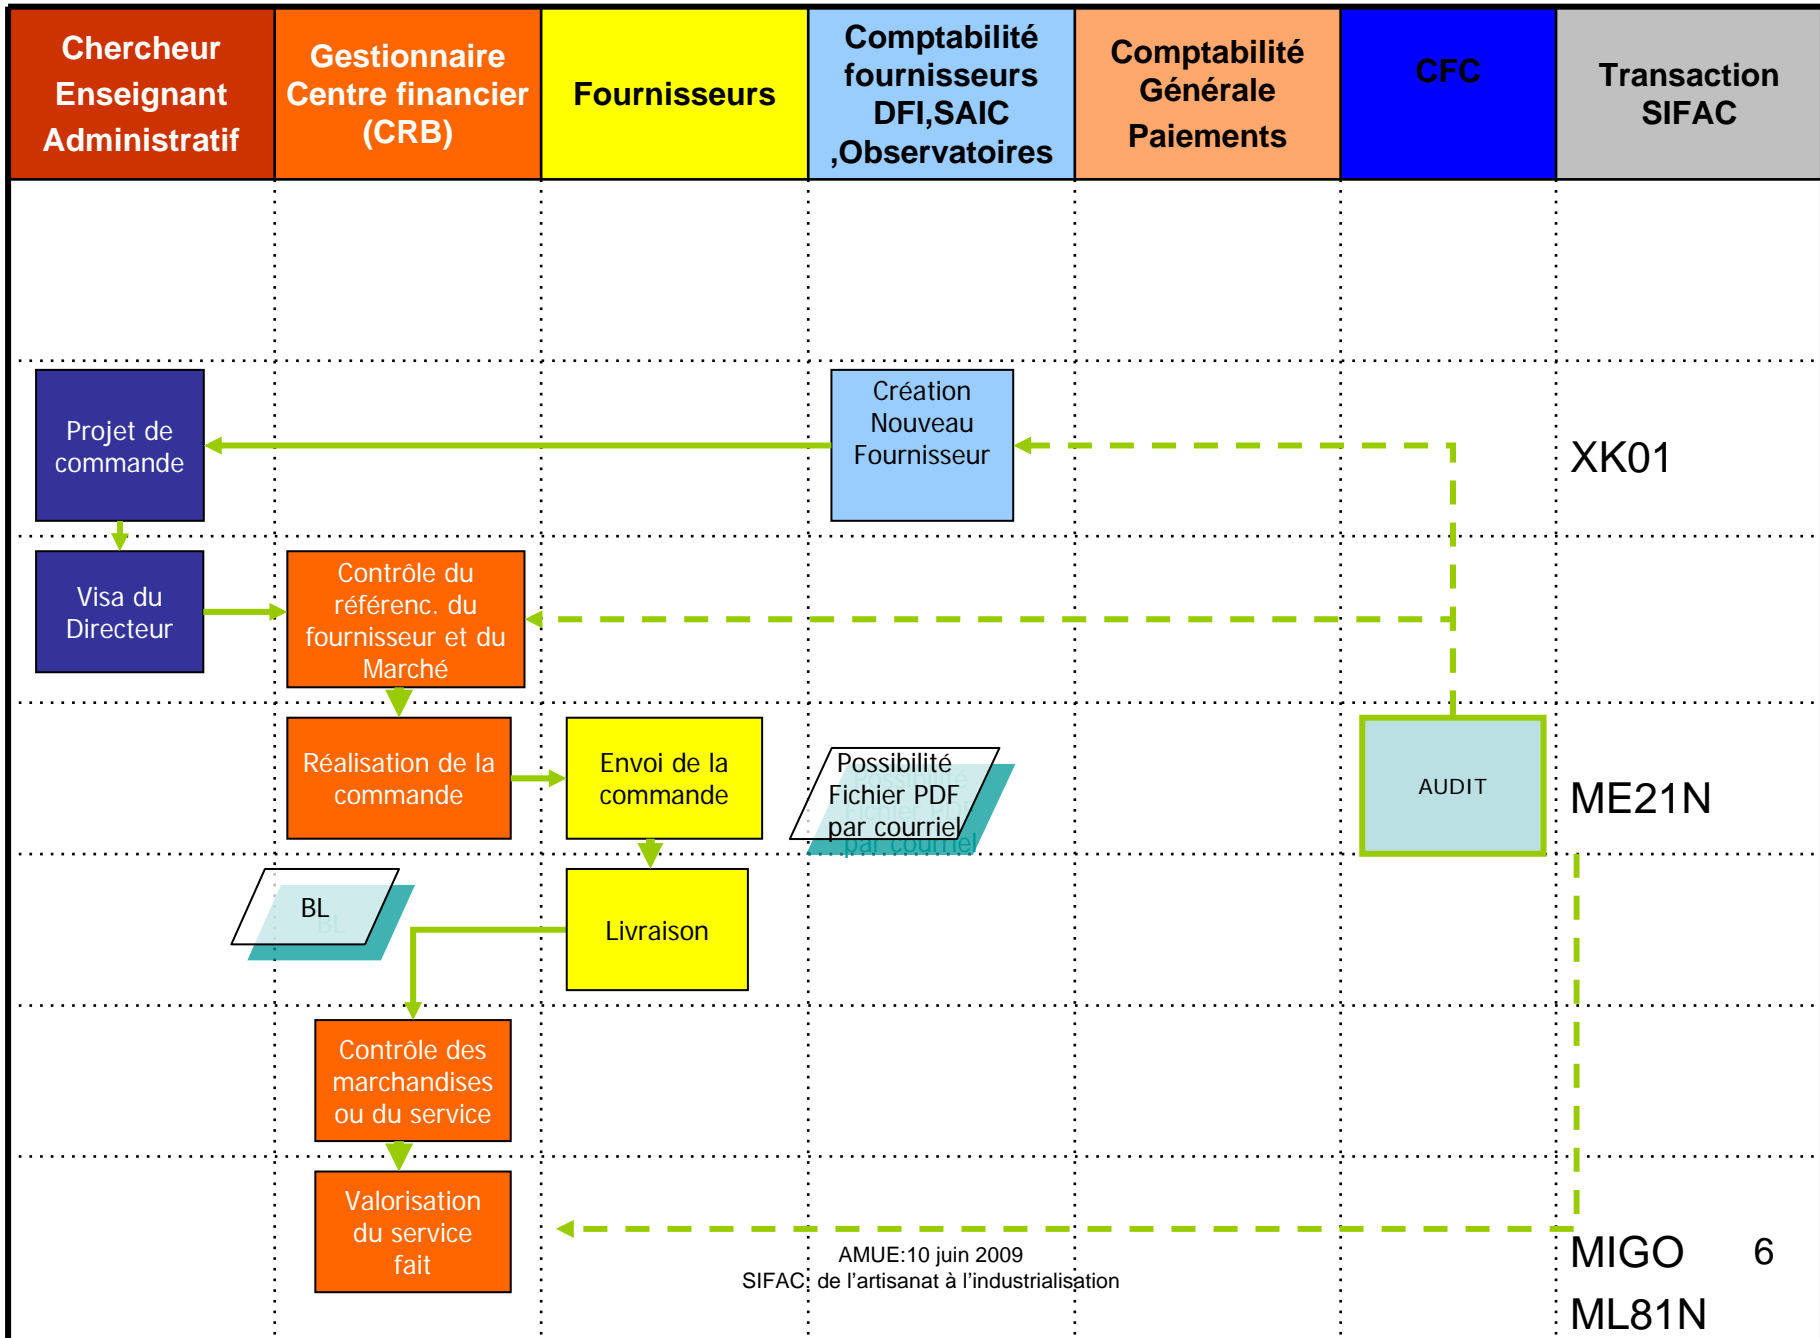 Chercheur
Enseignant
Administratif
Gestionnaire
Centre financier
(CRB)
Fournisseurs
Comptabilité
fournisseurs
DFI,SAIC
,Observatoires
Comptabilité
Générale
Paiements
CFC
Transaction
SIFAC
Projet de
commande
Création
Nouveau
Fournisseur
XK01
Visa du
Directeur
Contrôle du
référenc. du
fournisseur et du
Marché
Réalisation de la
commande
Envoi de la
commande
Possibilité
Fichier PDF
par courriel
AUDIT
ME21N
BL
Livraison
Contrôle des
marchandises
ou du service
Valorisation
du service
fait
AMUE:10 juin 2009
SIFAC: de l'artisanat à l'industrialisation
MIGO
6
ML81N